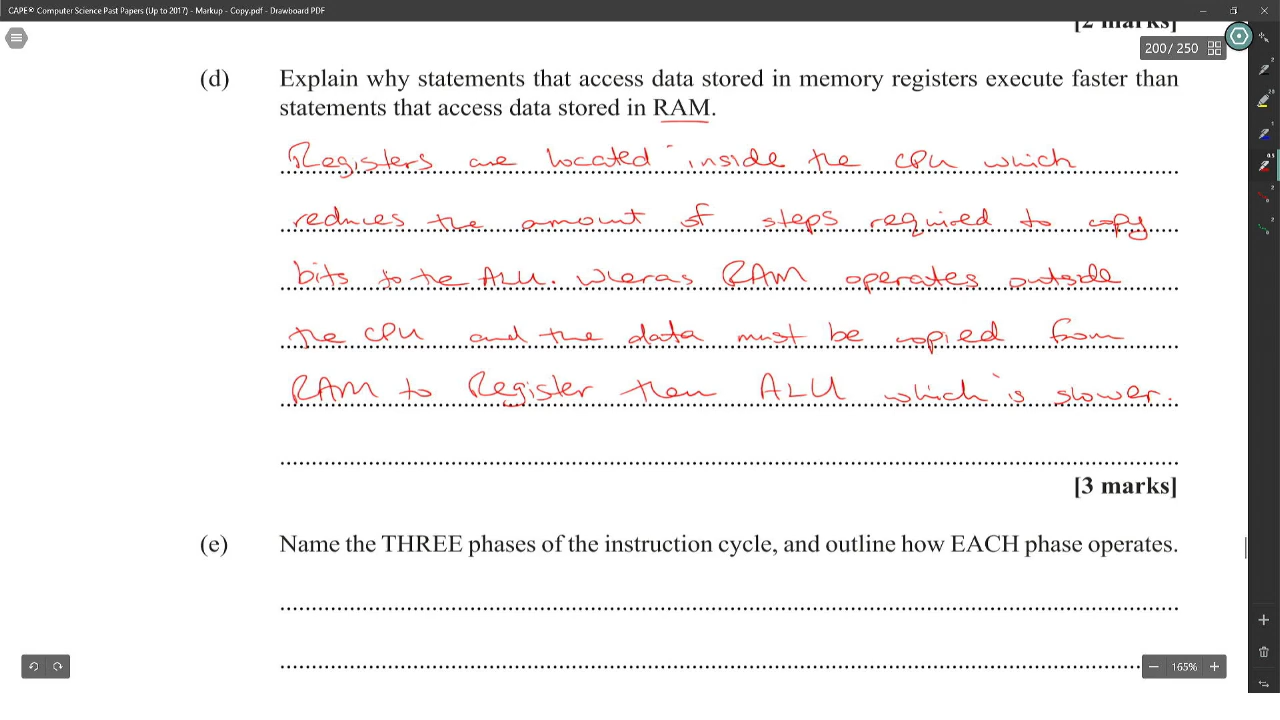 CAPE® Computer Science Past Papers (Up to 2017) - Markup - Copy.pdf - Drawboard PDF
[2 marks]
200 / 250
(d) Explain why statements that access data stored in memory registers execute faster than
statements that access data stored in RAM.
Registers are located inside the CPU which
reduces the amount of steps required to copy
bits to the ALU. wheras RAM operates outside
the CPU and the data must be copied from
RAM to Register then ALU which is slower.
[3 marks]
(e) Name the THREE phases of the instruction cycle, and outline how EACH phase operates.
165%